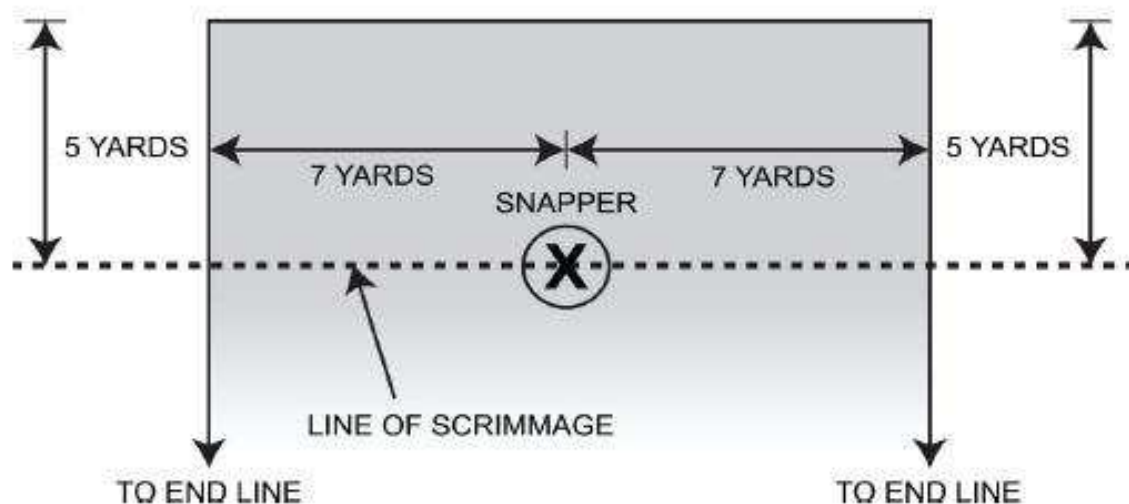 5 YARDS
5 YARDS
7 YARDS
7 YARDS
SNAPPER
X
LINE OF SCRIMMAGE
TO END LINE
TO END LINE